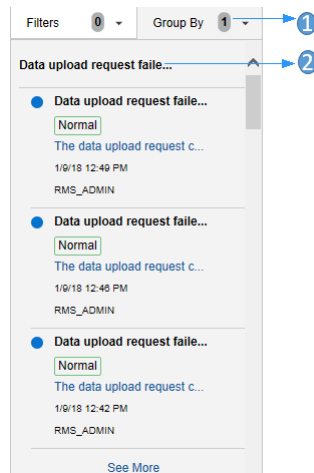 Filters 0 Group By 1 1
Data upload request faile... 2
Data upload request faile...
Normal
The data upload request c...
1/9/18 12:49 PM
RMS_ADMIN
Data upload request faile...
Normal
The data upload request c...
1/9/18 12:46 PM
RMS_ADMIN
Data upload request faile...
Normal
The data upload request c...
1/9/18 12:42 PM
RMS_ADMIN
See More